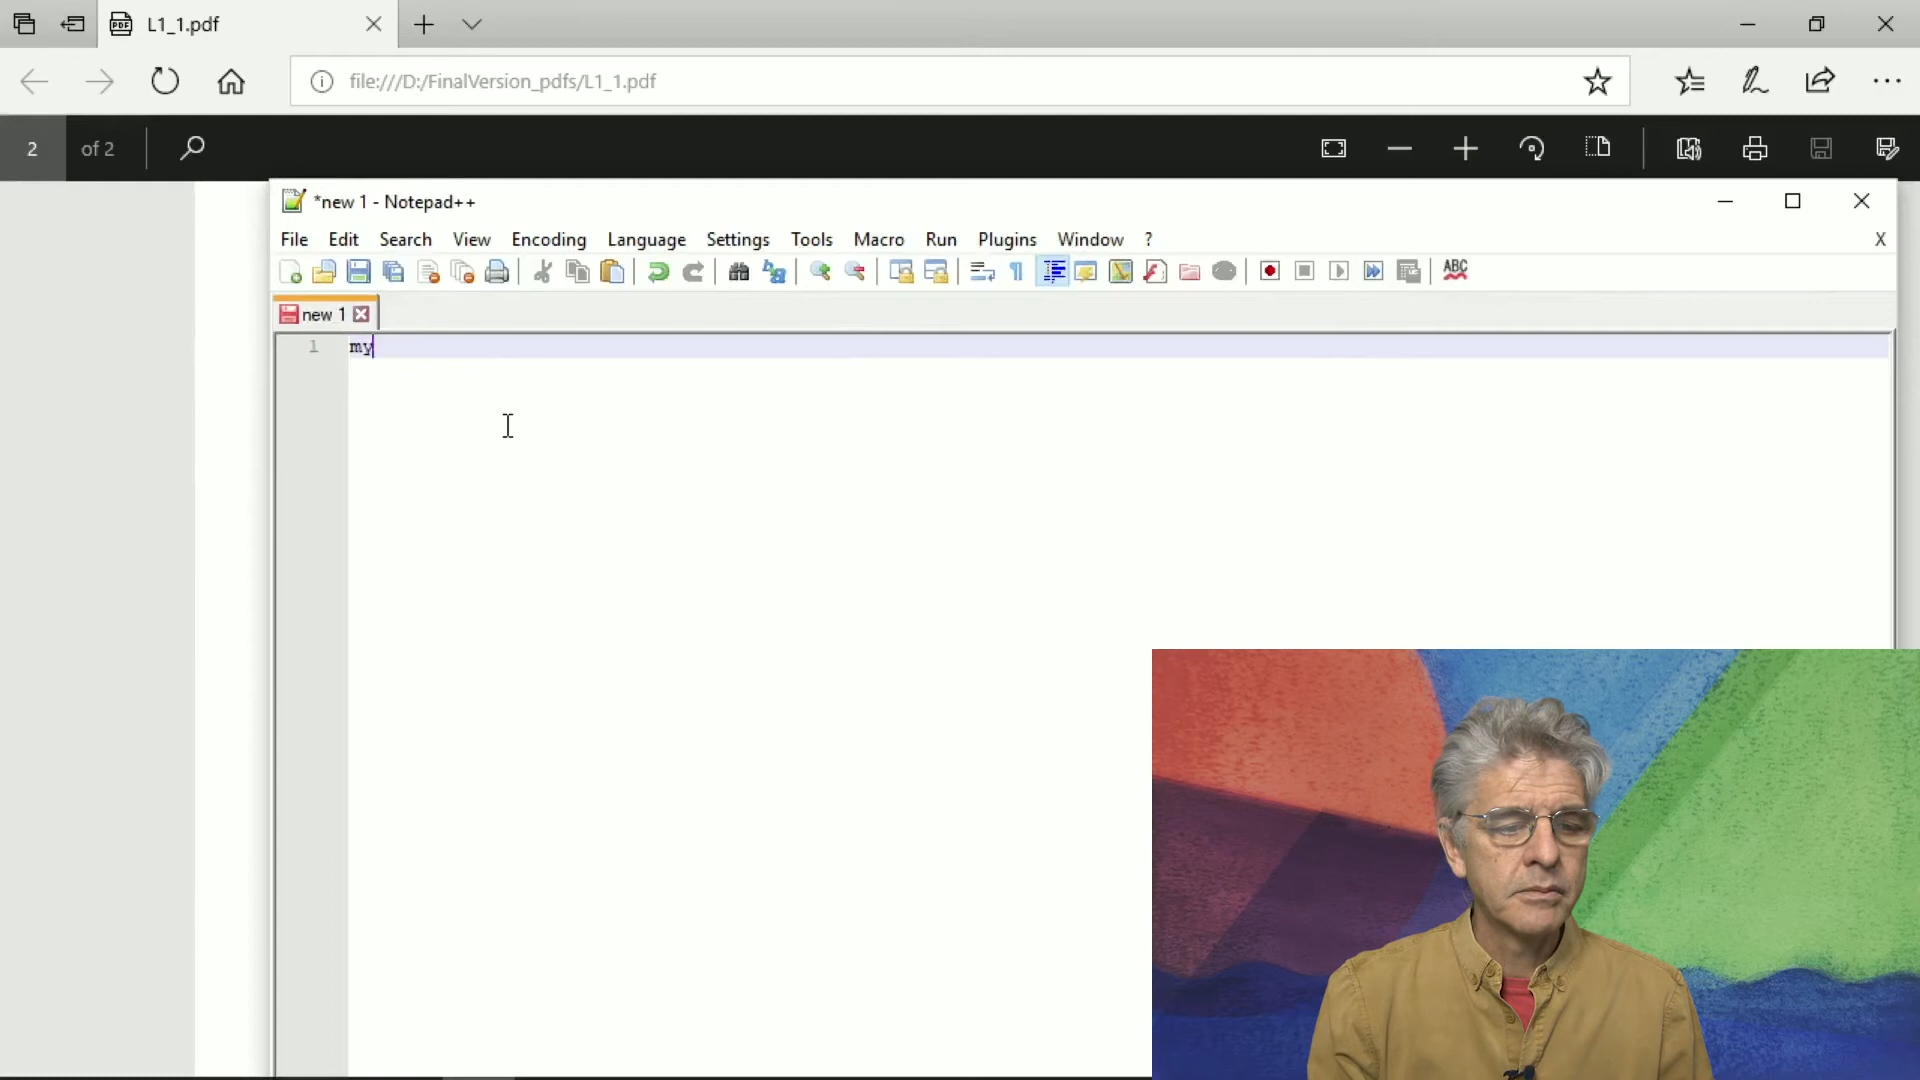 L1_1.pdf
file:///D:/FinalVersion_pdfs/L1_1.pdf
2 of 2
*new 1 - Notepad++
File Edit Search View Encoding Language Settings Tools Macro Run Plugins Window ? X
ABC
new 1
1 my